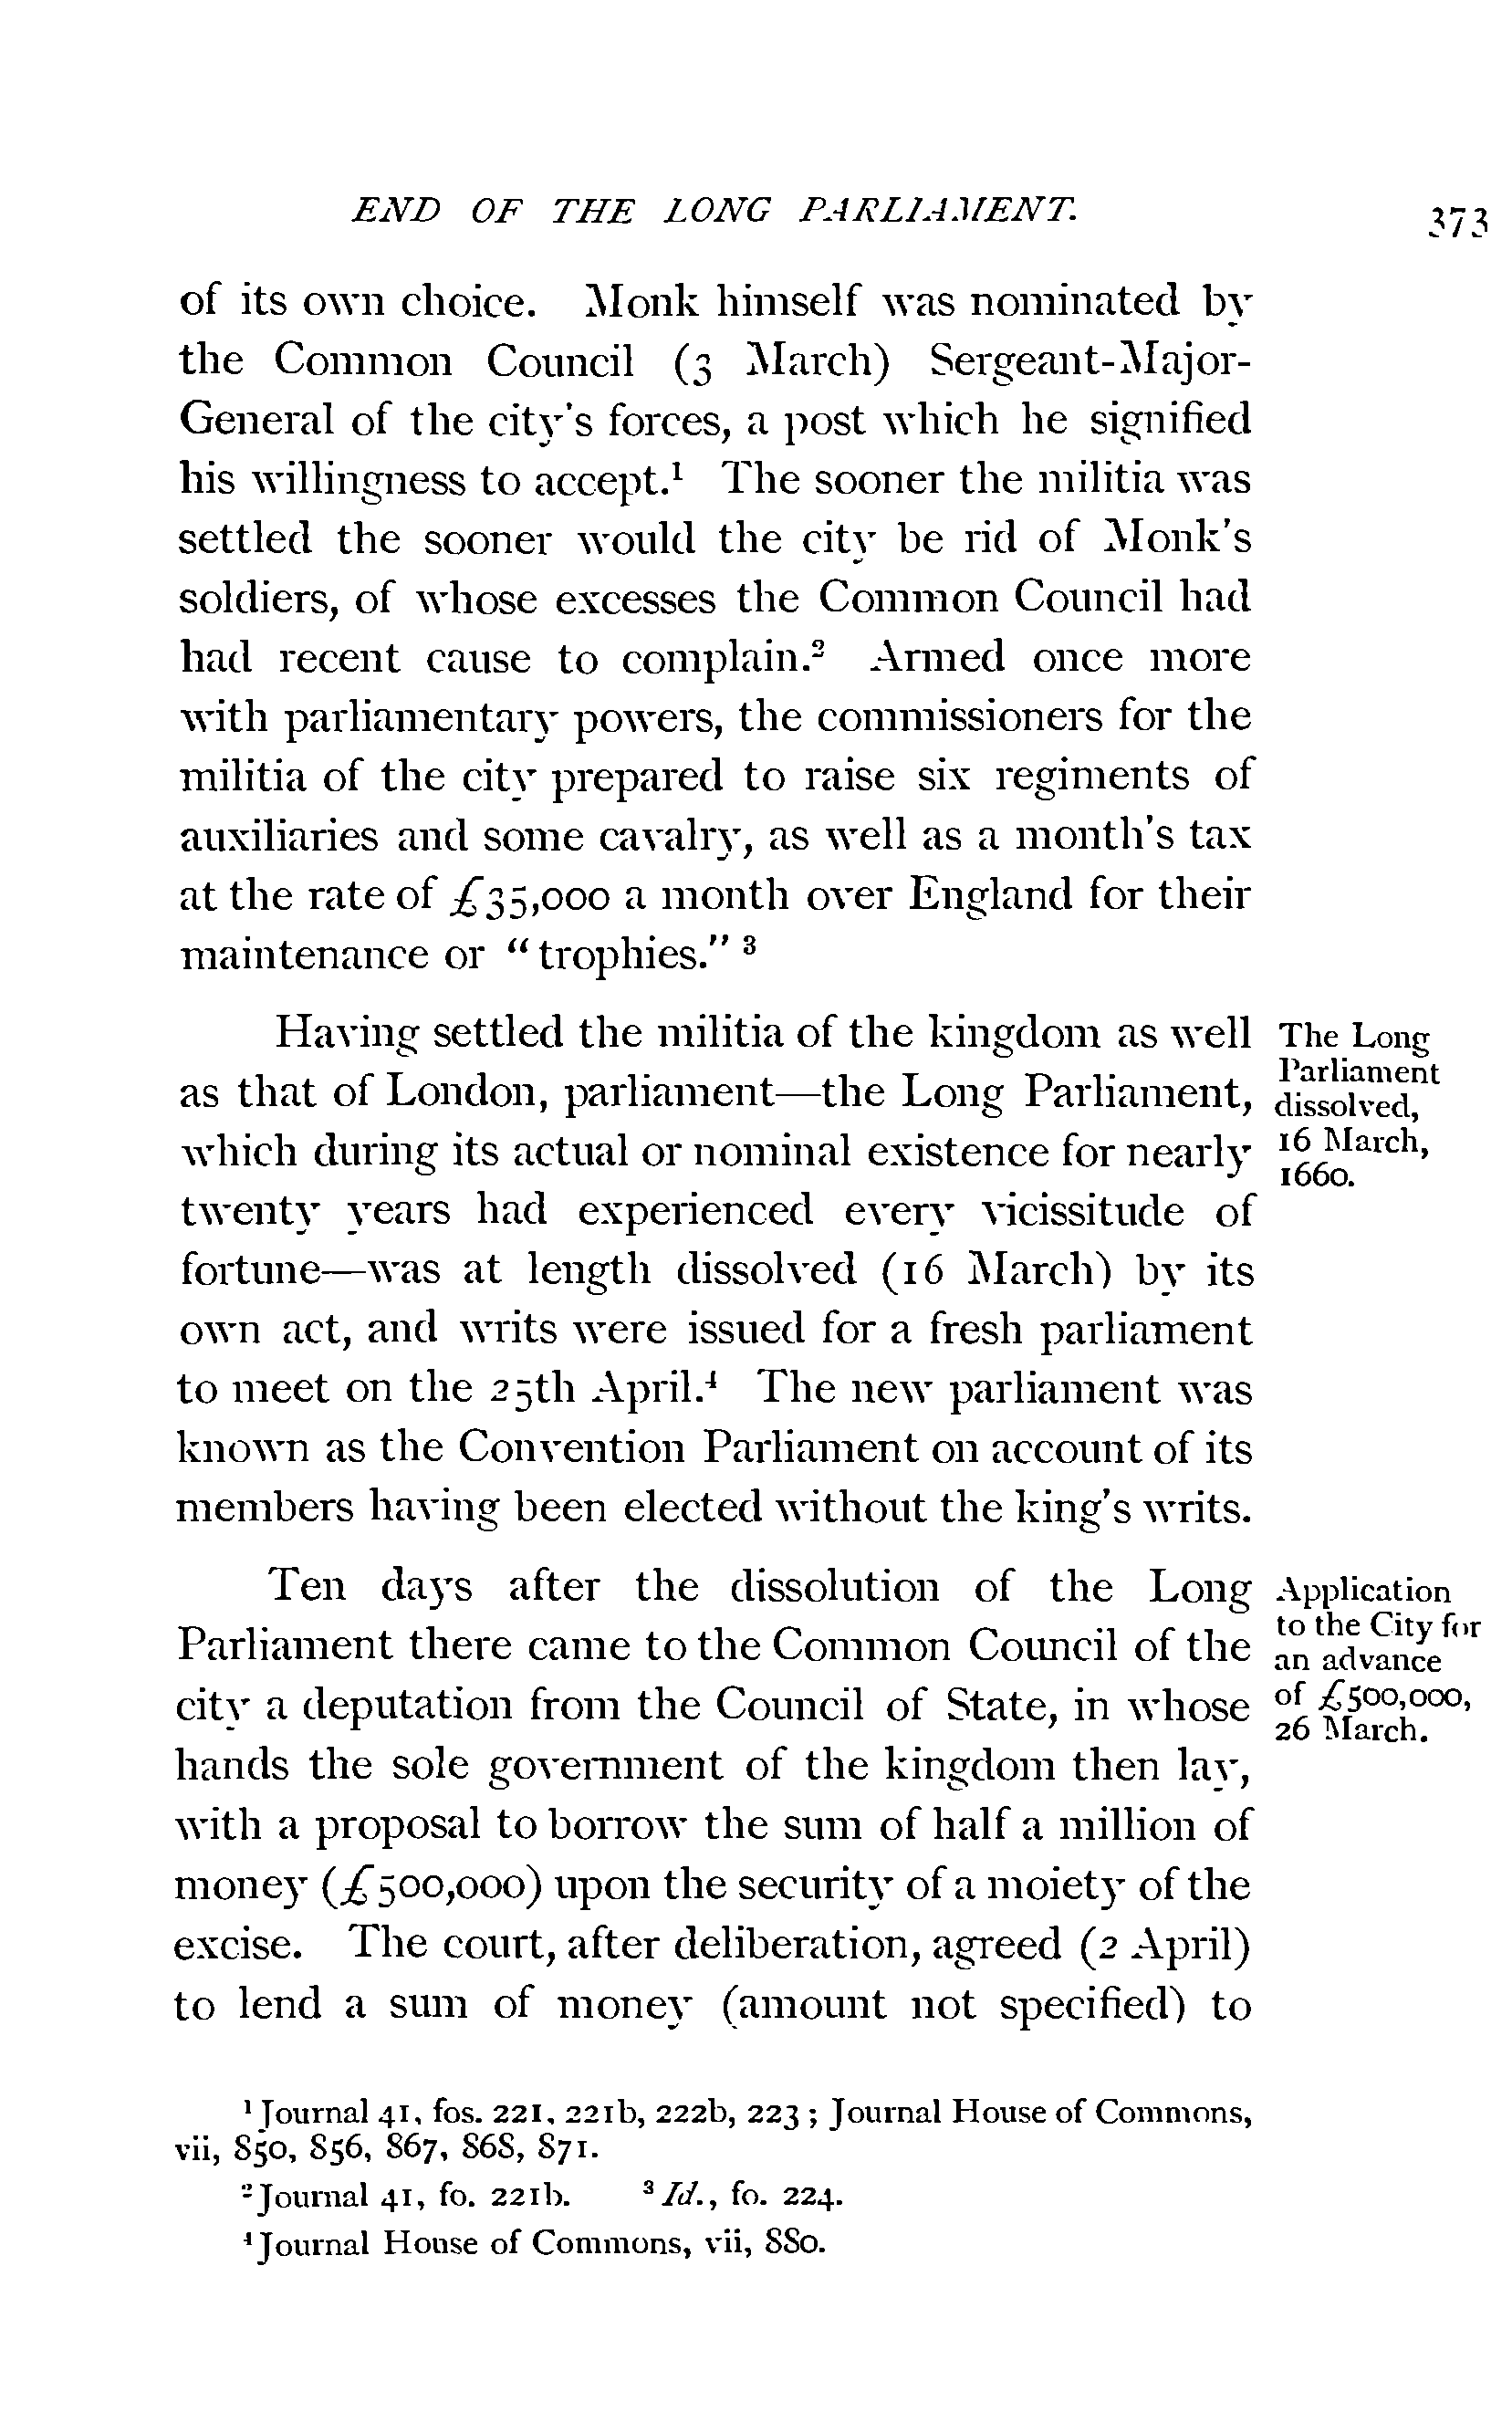 END OF THE LONG PARLIAMENT.
373
of its own choice. Monk himself was nominated by
the Common Council (3 March) Sergeant-Major-
General of the city's forces, a post which he signified
his willingness to accept.¹ The sooner the militia was
settled the sooner would the city be rid of Monk's
soldiers, of whose excesses the Common Council had
had recent cause to complain.² Armed once more
with parliamentary powers, the commissioners for the
militia of the city prepared to raise six regiments of
auxiliaries and some cavalry, as well as a month's tax
at the rate of £35,000 a month over England for their
maintenance or “trophies.” ³
Having settled the militia of the kingdom as well
as that of London, parliament—the Long Parliament,
which during its actual or nominal existence for nearly
twenty years had experienced every vicissitude of
fortune—was at length dissolved (16 March) by its
own act, and writs were issued for a fresh parliament
to meet on the 25th April.⁴ The new parliament was
known as the Convention Parliament on account of its
members having been elected without the king's writs.
The Long
Parliament
dissolved,
16 March,
1660.
Ten days after the dissolution of the Long
Parliament there came to the Common Council of the
city a deputation from the Council of State, in whose
hands the sole government of the kingdom then lay,
with a proposal to borrow the sum of half a million of
money (£500,000) upon the security of a moiety of the
excise. The court, after deliberation, agreed (2 April)
to lend a sum of money (amount not specified) to
Application
to the City for
an advance
of £500,000,
26 March.
¹ Journal 41, fos. 221, 221b, 222b, 223; Journal House of Commons,
vii, 850, 856, 867, 868, 871.
² Journal 41, fo. 221b. ³ Id., fo. 224.
⁴ Journal House of Commons, vii, 880.